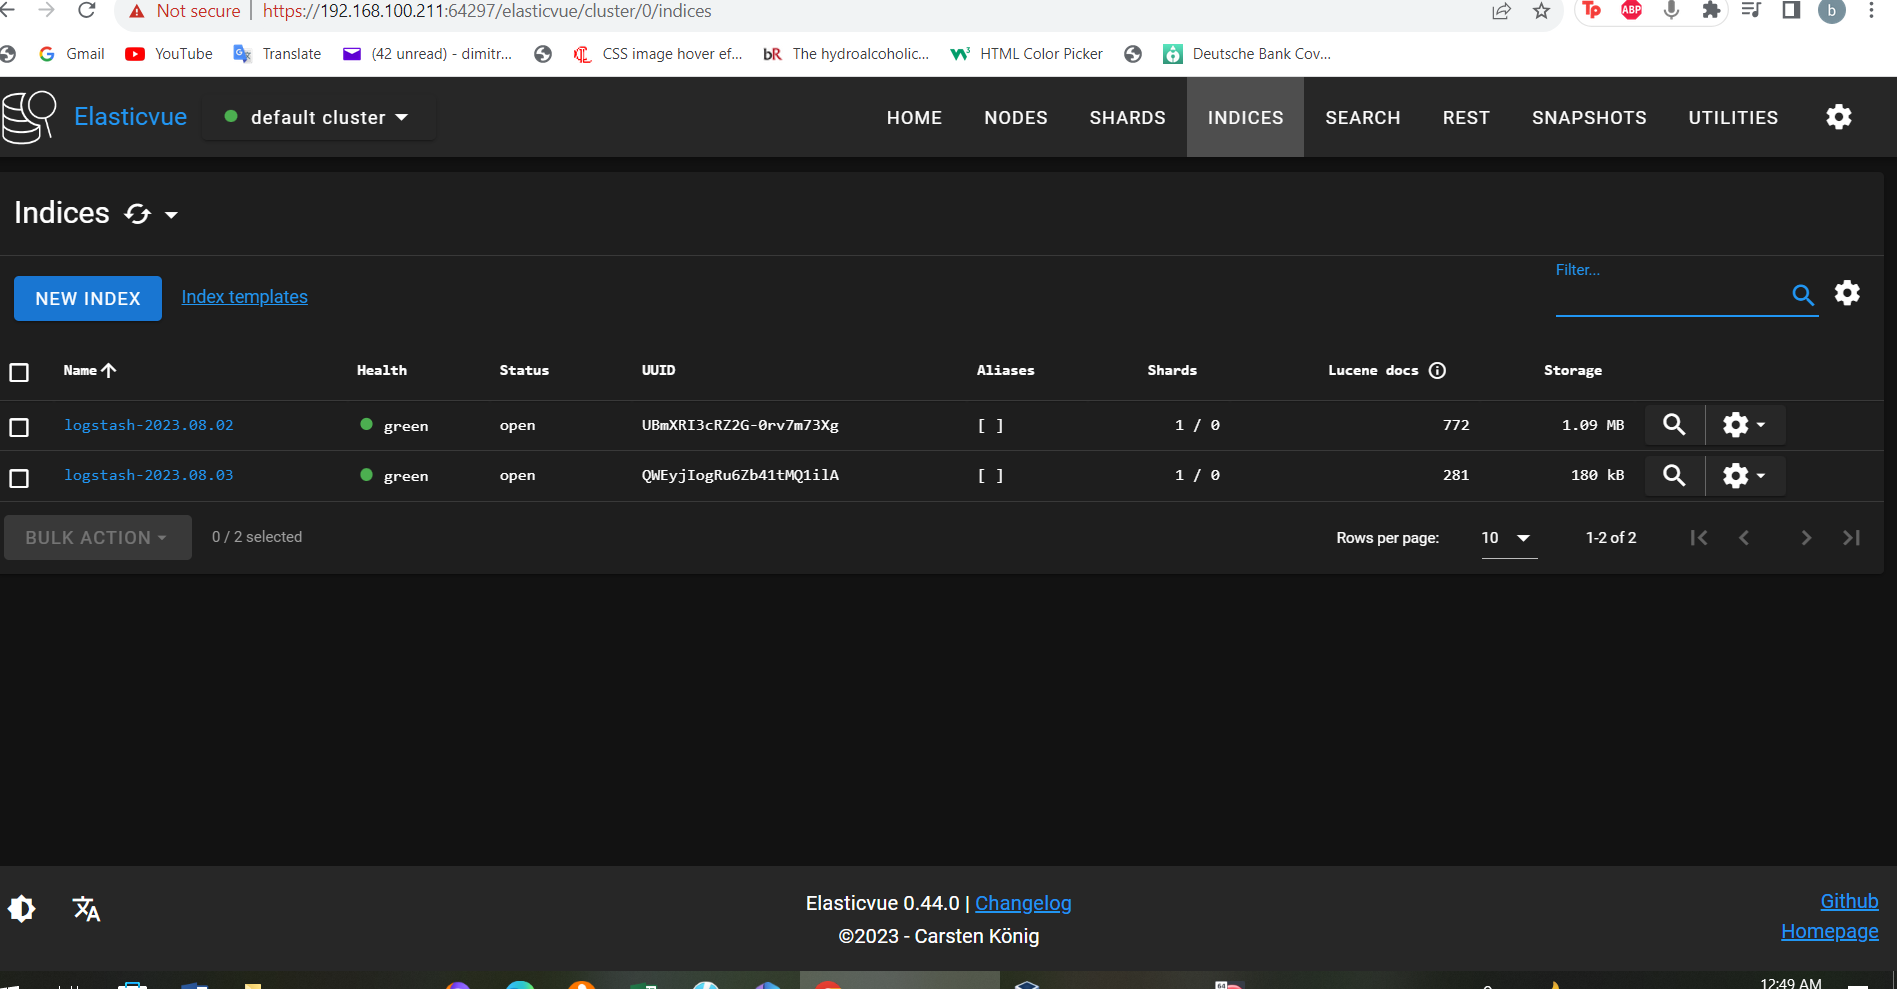 Not secure | https://192.168.100.211:64297/elasticvue/cluster/0/indices
Tp ABP b
Gmail YouTube Translate (42 unread) - dimitr... CSS image hover ef... bR The hydroalcoholic... HTML Color Picker Deutsche Bank Cov...
Elasticvue default cluster HOME NODES SHARDS INDICES SEARCH REST SNAPSHOTS UTILITIES
Indices
Filter...
NEW INDEX Index templates
Name Health Status UUID Aliases Shards Lucene docs Storage
logstash-2023.08.02 green open UBmXRI3cRZ2G-0rv7m73Xg [ ] 1 / 0 772 1.09 MB
logstash-2023.08.03 green open QWEyjIogRu6Zb41tMQ1ilA [ ] 1 / 0 281 180 kB
BULK ACTION 0 / 2 selected Rows per page: 10 1-2 of 2
Elasticvue 0.44.0 | Changelog
©2023 - Carsten König
Github
Homepage
64
12:49 AM